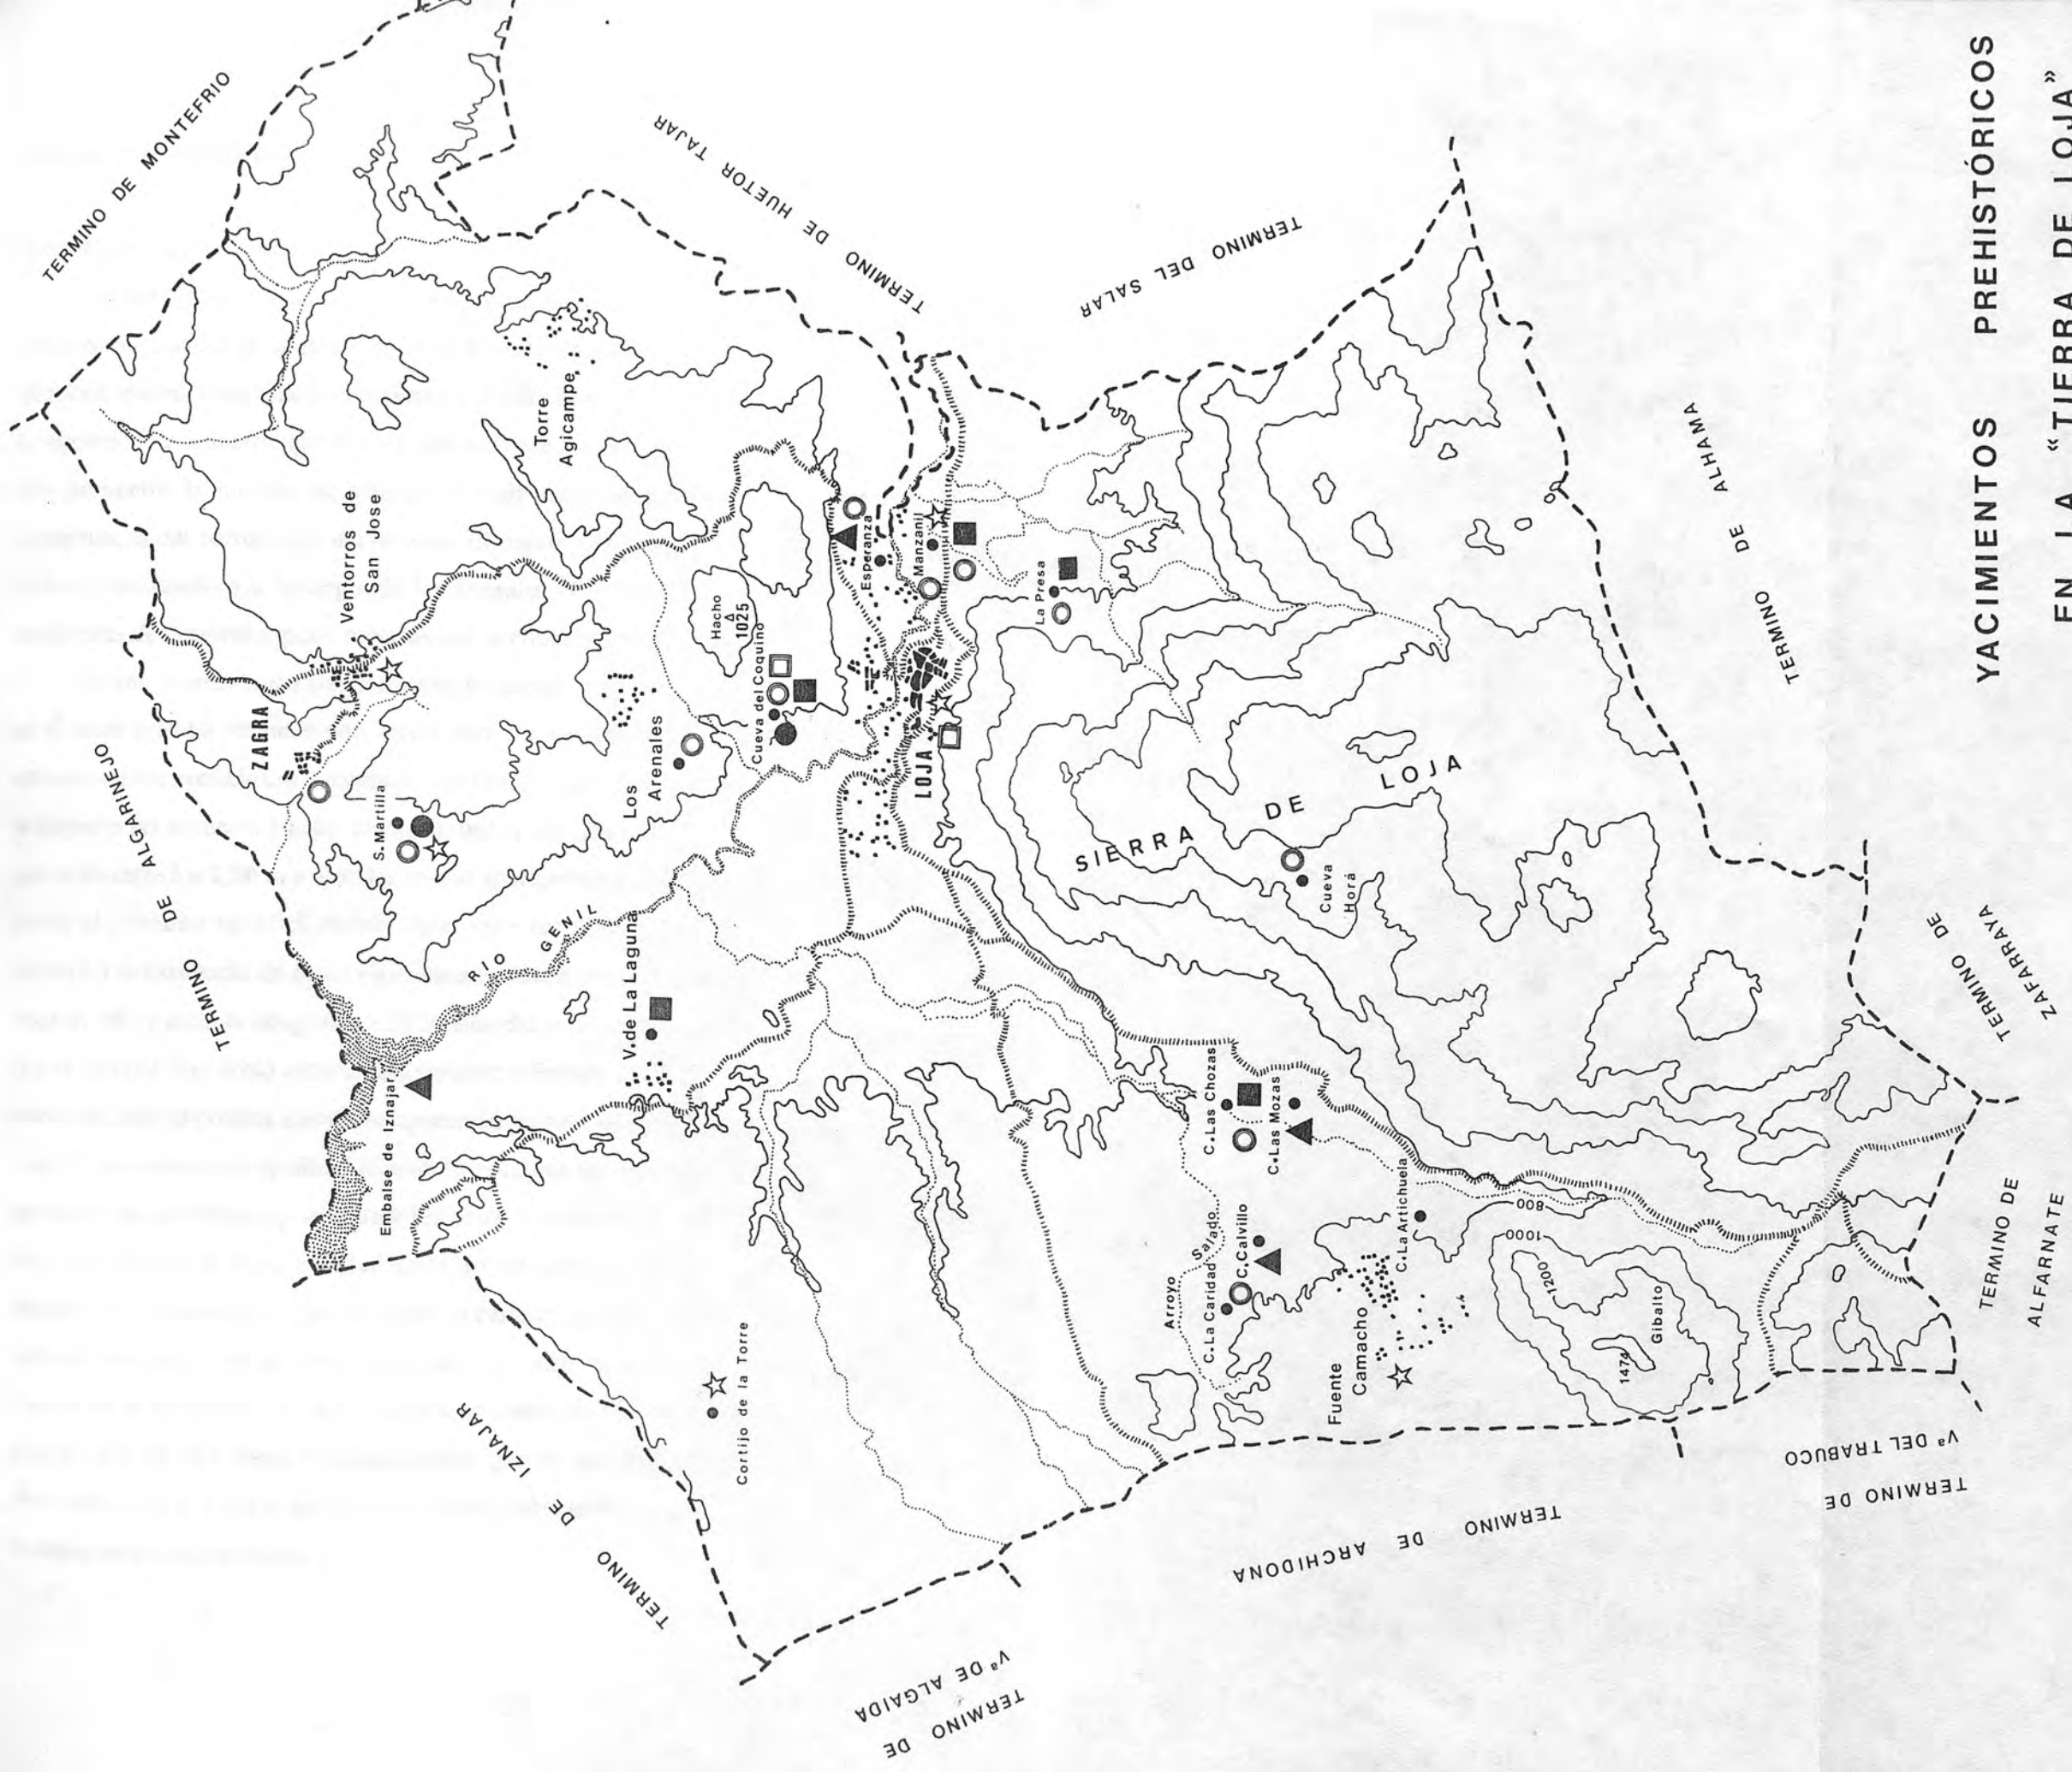 YACIMIENTOS PREHISTÓRICOS
EN LA “TIERRA DE LOJA”
TERMINO DE MONTEFRIO
TERMINO DE HUETOR TAJAR
TERMINO DEL SALAR
TERMINO DE ALHAMA
TERMINO DE
ZAFARRAYA
TERMINO DE
ALFARNATE
TERMINO DE
Vª DEL TRABUCO
TERMINO DE ARCHIDONA
TERMINO DE
Vª DE ALGAIDA
TERMINO DE IZNAJAR
TERMINO DE ALGARINEJO
ZAGRA
Ventorros de
San Jose
Torre
Agicampe
S. Martilla
Los
Arenales
Hacho
1025
Cueva del Coquino
Esperanza
Manzanil
La Presa
LOJA
SIERRA DE LOJA
Cueva
Horá
RIO GENIL
V. de La Laguna
Embalse de Iznajar
Cortijo de la Torre
C. Las Chozas
C. Las Mozas
Arroyo Salado
C. La Caridad
C. Calvillo
C. La Artichuela
Fuente
Camacho
800
1000
1200
1474
Gibalto